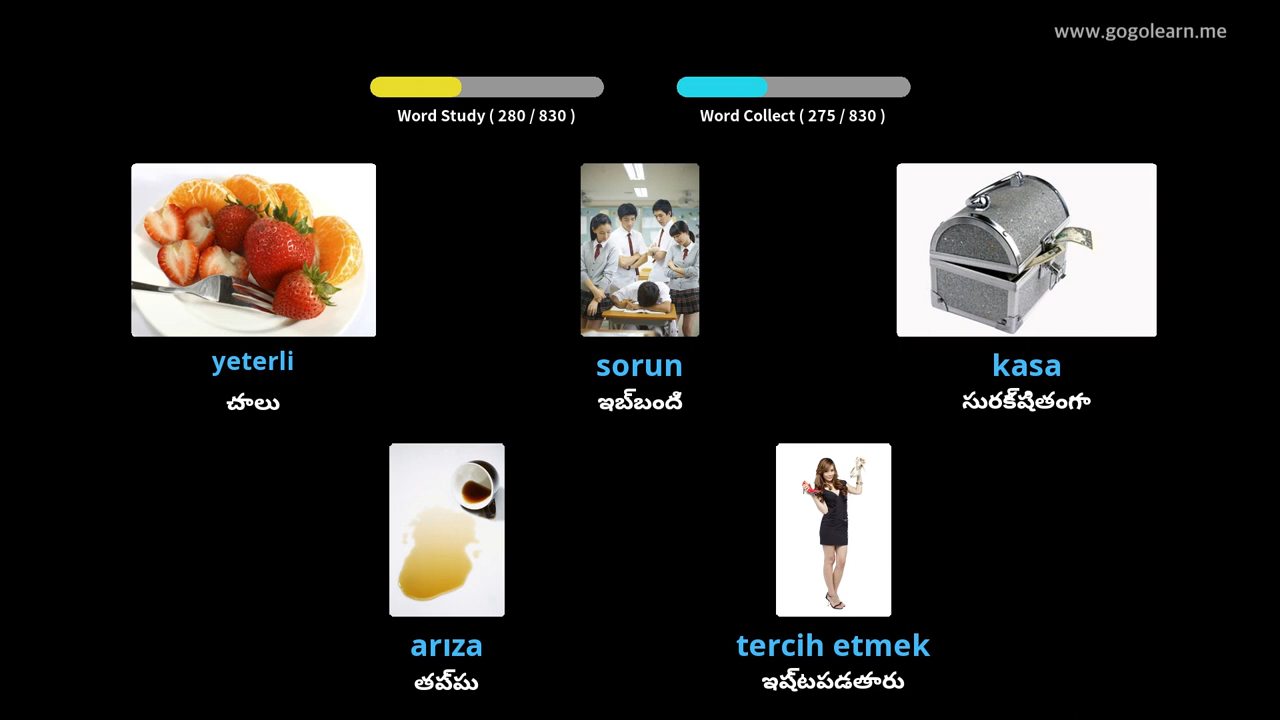 www.gogolearn.me
Word Study ( 280 / 830 )
Word Collect ( 275 / 830 )
yeterli
చాలు
sorun
ఇబ్బంది
kasa
సురక్షితంగా
arıza
తప్పు
tercih etmek
ఇష్టపడతారు